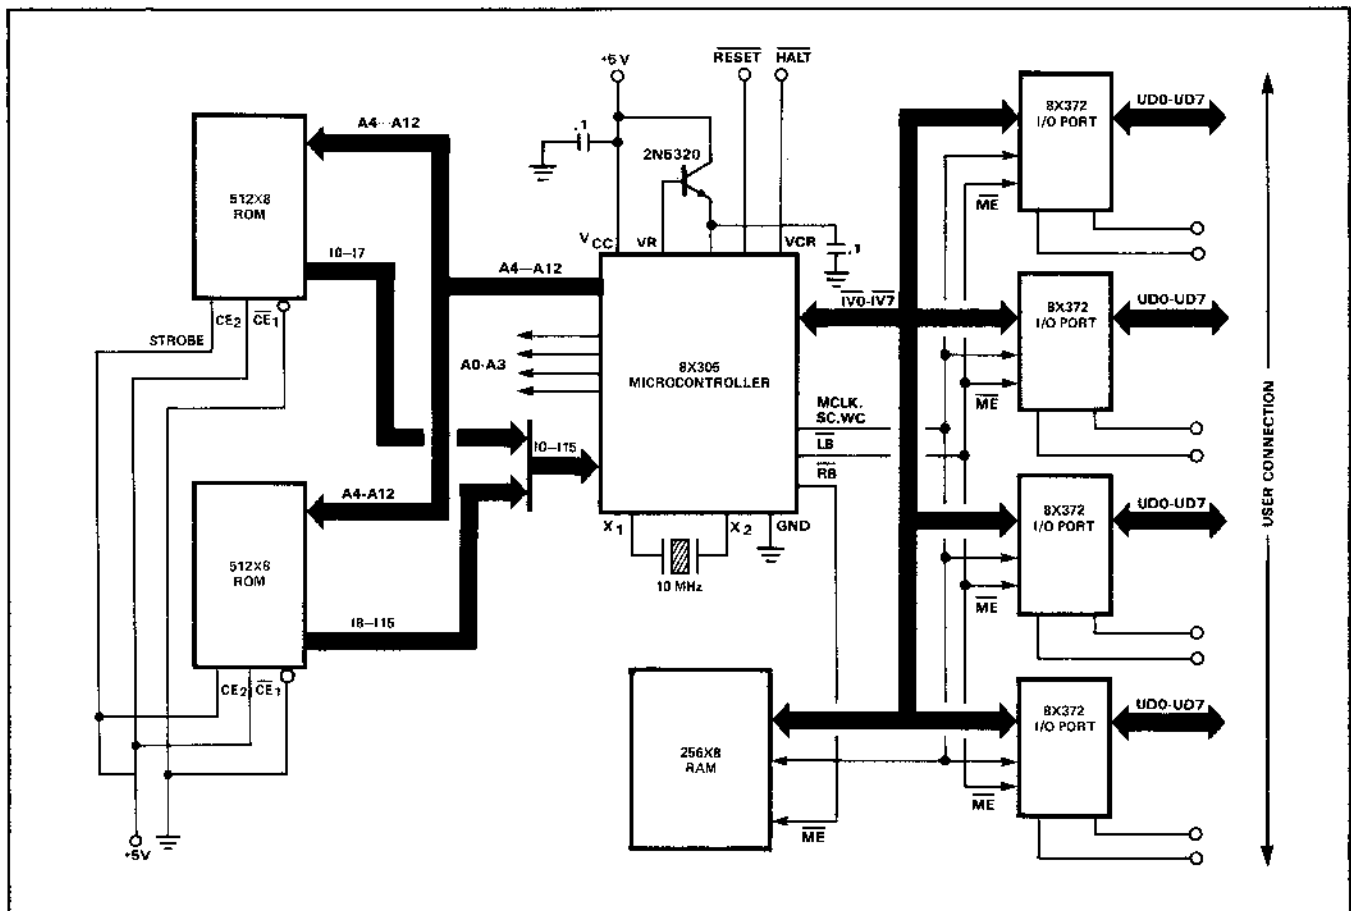 +5V
RESET
HALT
A4–A12
.1
2N5320
512X8
ROM
VCC
VR
VCR
.1
I0–I7
A4–A12
CE2
CE1
STROBE
A0-A3
8X305
MICROCONTROLLER
IV0-IV7
MCLK.
SC.WC
LB
RB
I0–I15
A4-A12
X1
X2
GND
10 MHz
512X8
ROM
I8–I15
CE2
CE1
+5V
256X8
RAM
ME
8X372
I/O PORT
UD0-UD7
ME
8X372
I/O PORT
UD0-UD7
ME
8X372
I/O PORT
UD0-UD7
ME
8X372
I/O PORT
UD0-UD7
ME
USER CONNECTION